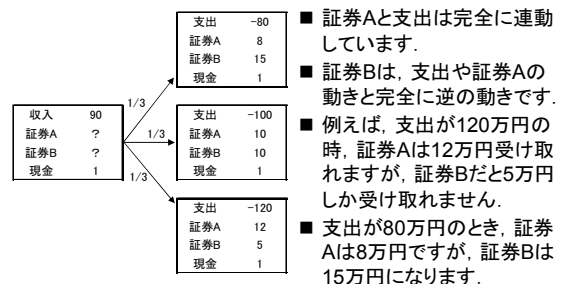 支出 -80
証券A 8
証券B 15
現金 1
収入 90
証券A ?
証券B ?
現金 1
1/3
1/3
1/3
支出 -100
証券A 10
証券B 10
現金 1
支出 -120
証券A 12
証券B 5
現金 1
■ 証券Aと支出は完全に連動
しています.
■ 証券Bは, 支出や証券Aの
動きと完全に逆の動きです.
■ 例えば, 支出が120万円の
時, 証券Aは12万円受け取
れますが, 証券Bだと5万円
しか受け取れません.
■ 支出が80万円のとき, 証券
Aは8万円ですが, 証券Bは
15万円になります.